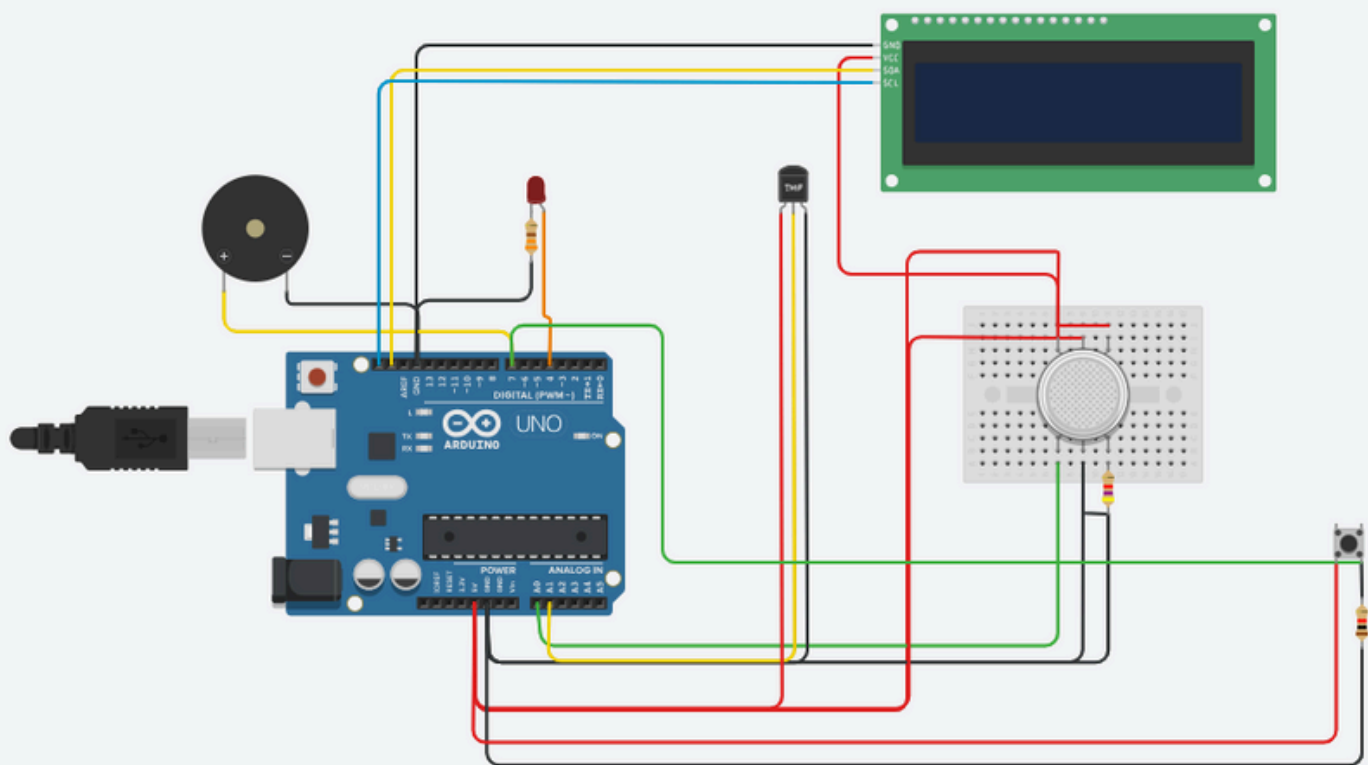 GND
VCC
SDA
SCL
TMP
+
−
AREF
GND
13
12
~11
~10
~9
8
7
~6
~5
4
~3
2
TX→1
RX←0
DIGITAL (PWM~)
L
TX
RX
UNO
ARDUINO
ON
POWER
ANALOG IN
IOREF
RESET
3.3V
5V
GND
GND
Vin
A0
A1
A2
A3
A4
A5